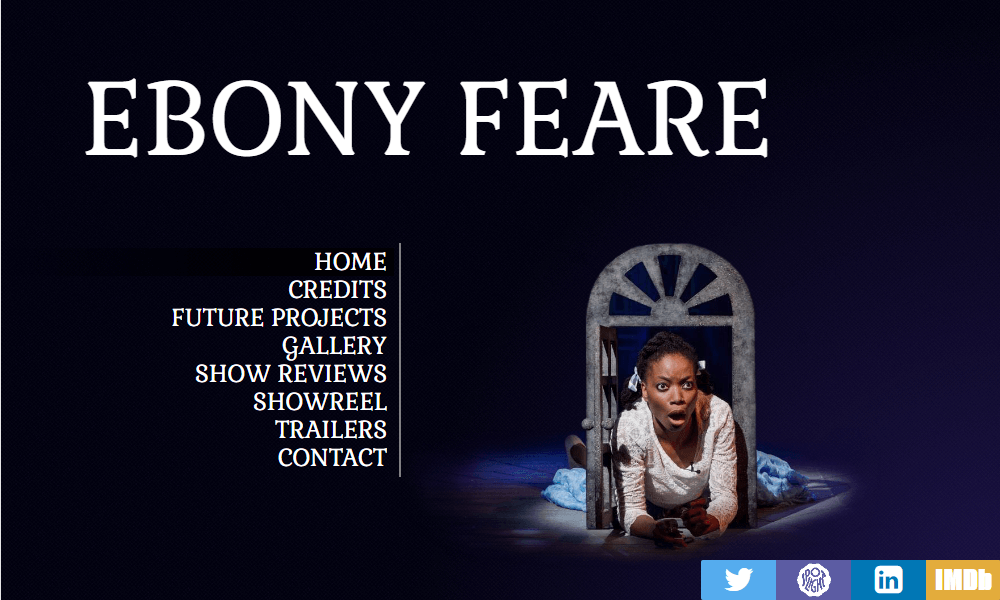 EBONY FEARE
HOME
CREDITS
FUTURE PROJECTS
GALLERY
SHOW REVIEWS
SHOWREEL
TRAILERS
CONTACT
SPOTLIGHT
in
IMDb